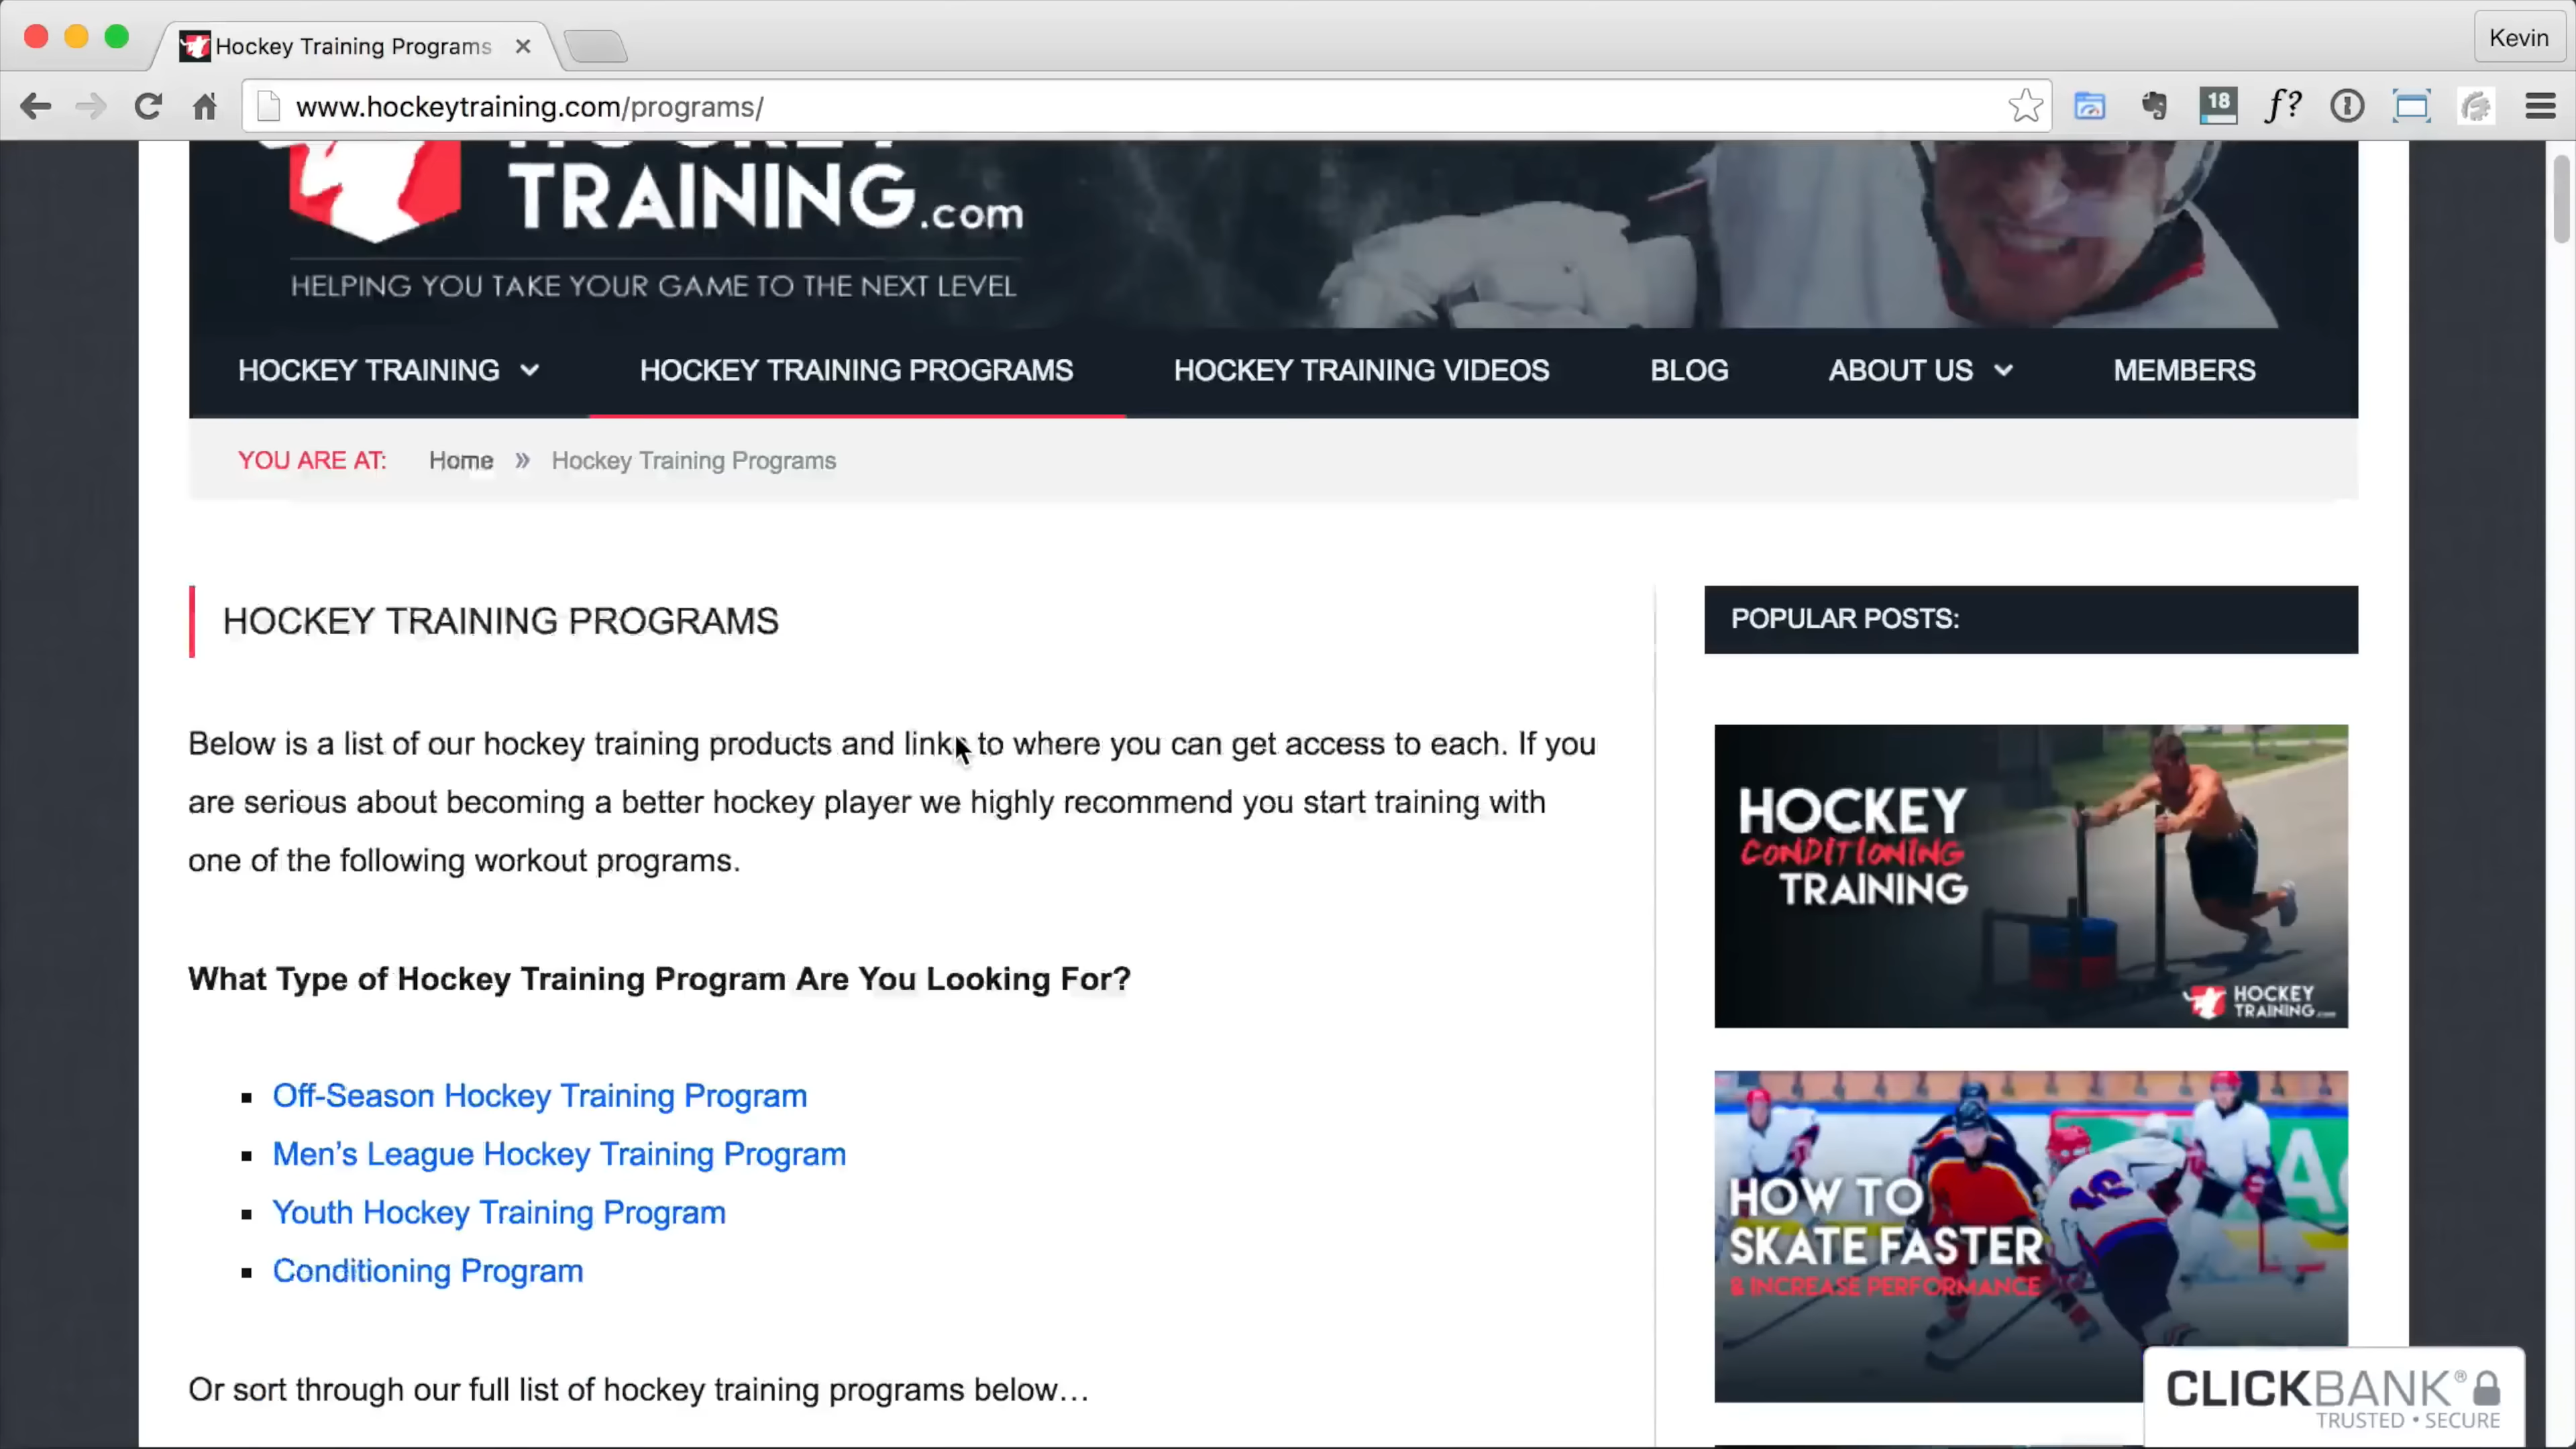 Hockey Training Programs
Kevin
www.hockeytraining.com/programs/
18
f?
TRAINING.com
HELPING YOU TAKE YOUR GAME TO THE NEXT LEVEL
HOCKEY TRAINING
HOCKEY TRAINING PROGRAMS
HOCKEY TRAINING VIDEOS
BLOG
ABOUT US
MEMBERS
YOU ARE AT: Home » Hockey Training Programs
HOCKEY TRAINING PROGRAMS
Below is a list of our hockey training products and links to where you can get access to each. If you
are serious about becoming a better hockey player we highly recommend you start training with
one of the following workout programs.
What Type of Hockey Training Program Are You Looking For?
Off-Season Hockey Training Program
Men’s League Hockey Training Program
Youth Hockey Training Program
Conditioning Program
Or sort through our full list of hockey training programs below…
POPULAR POSTS:
HOCKEY
CONDITIONING
TRAINING
HOCKEY
TRAINING.com
HOW TO
SKATE FASTER
& INCREASE PERFORMANCE
CLICKBANK®
TRUSTED • SECURE